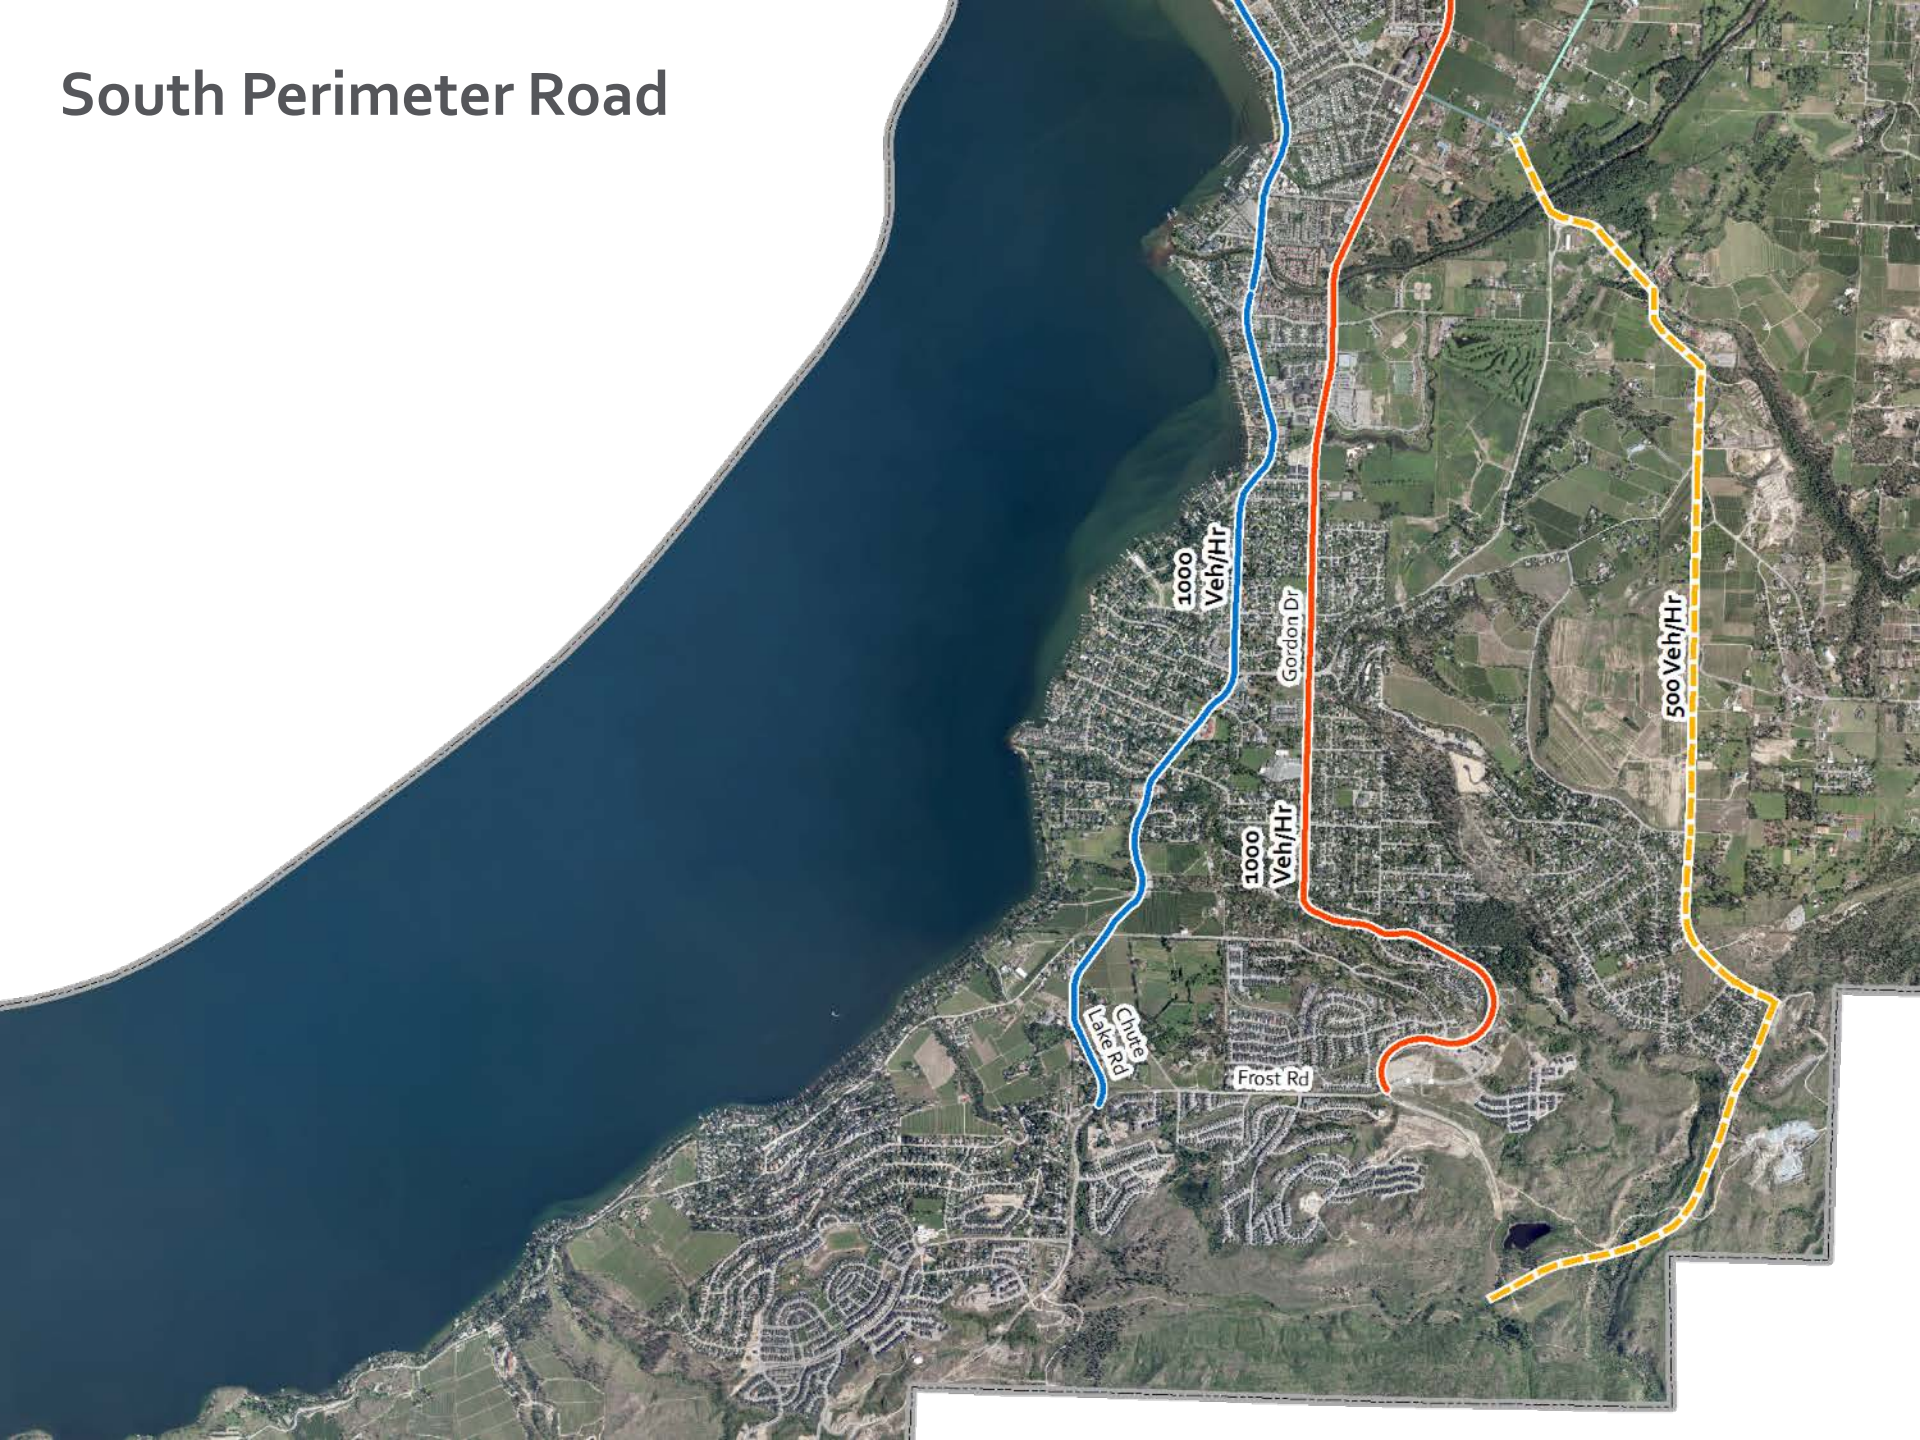 South Perimeter Road
1000
Veh/Hr
Gordon Dr
500 Veh/Hr
1000
Veh/Hr
Chute
Lake Rd
Frost Rd